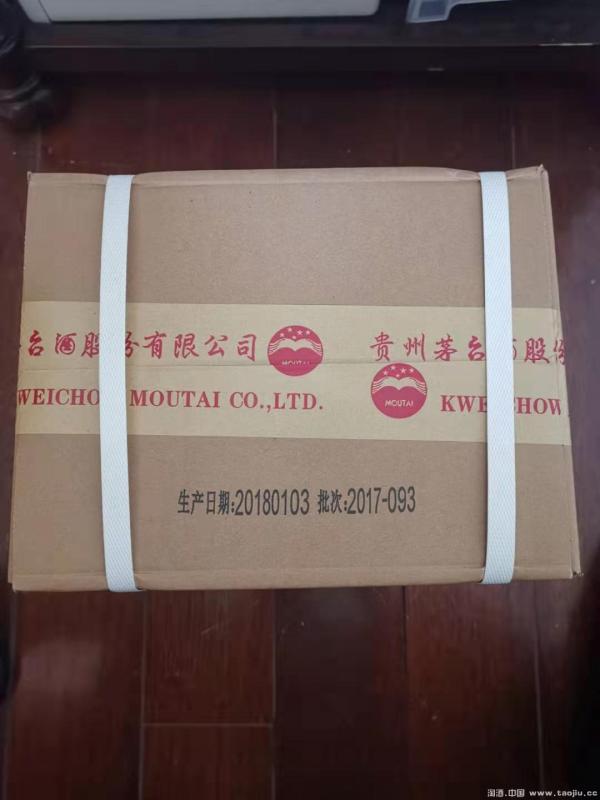 台酒股份有限公司
MOUTAI
贵州茅台酒股份
WEICHOW MOUTAI CO.,LTD.
MOUTAI
KWEICHOW
生产日期:20180103 批次:2017-093
淘酒.中国 www.taojiu.cc